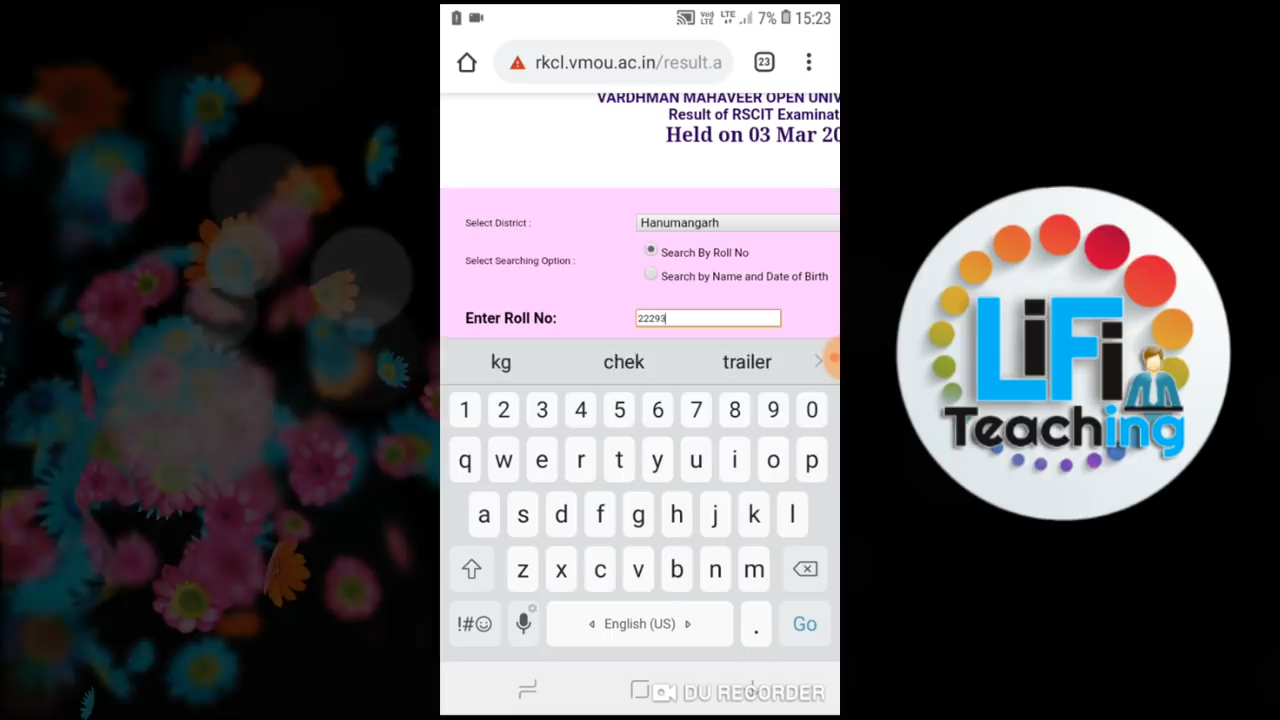 Vo)) LTE LTE 7% 15:23
rkcl.vmou.ac.in/result.a 23
VARDHMAN MAHAVEER OPEN UNIV
Result of RSCIT Examinat
Held on 03 Mar 20
Select District : Hanumangarh
Select Searching Option : Search By Roll No
Search by Name and Date of Birth
Enter Roll No: 22293
kg chek trailer
1 2 3 4 5 6 7 8 9 0
q w e r t y u i o p
a s d f g h j k l
z x c v b n m
!#☺ English (US) . Go
DU RECORDER
LiFi
Teaching